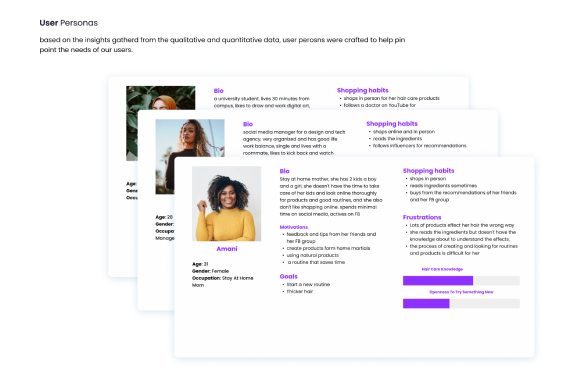 User Personas
based on the insights gatherd from the qualitative and quantitative data, user perosns were crafted to help pin
point the needs of our users.
Bio
a university student, lives 30 minutes from
campus, likes to draw and work digital art,
Shopping habits
• shops in person for her hair care products
• follows a doctor on YouTube for
Age:
Gene
Occu
Bio
social media manager for a design and tech
agency, very organized and has good life
work balance, single and lives with a
roommate, likes to kick back and watch
Shopping habits
• shops online and in person
• reads the ingredients
• follows influencers for recommendations
Age: 26
Gender:
Occupa
Manage
Amani
Age: 31
Gender: Female
Occupation: Stay At Home
Mom
Bio
Stay at home mother, she has 2 kids a boy
and a girl, she doesn't have the time to take
care of her kids and look online thoroughly
for products and good routines, and she also
don't like shopping online, spends minimal
time on social media, actives on FB
Motivations
• feedback and tips from her friends and
her FB group
• create products form home martials
• using natural products
• a routine that saves time
Goals
• Start a new routine
• Thicker hair
Shopping habits
• shops in person
• reads ingredients sometimes
• buys from the recommendations of her friends
and her FB group
Frustrations
• Lots of products effect her hair the wrong way
• she reads the ingredients but doesn't have the
knowledge about to understand the effects.
• the process of creating and looking for routines
and products is difficult for her
Hair Care Knowledge
Openness To Try Something New